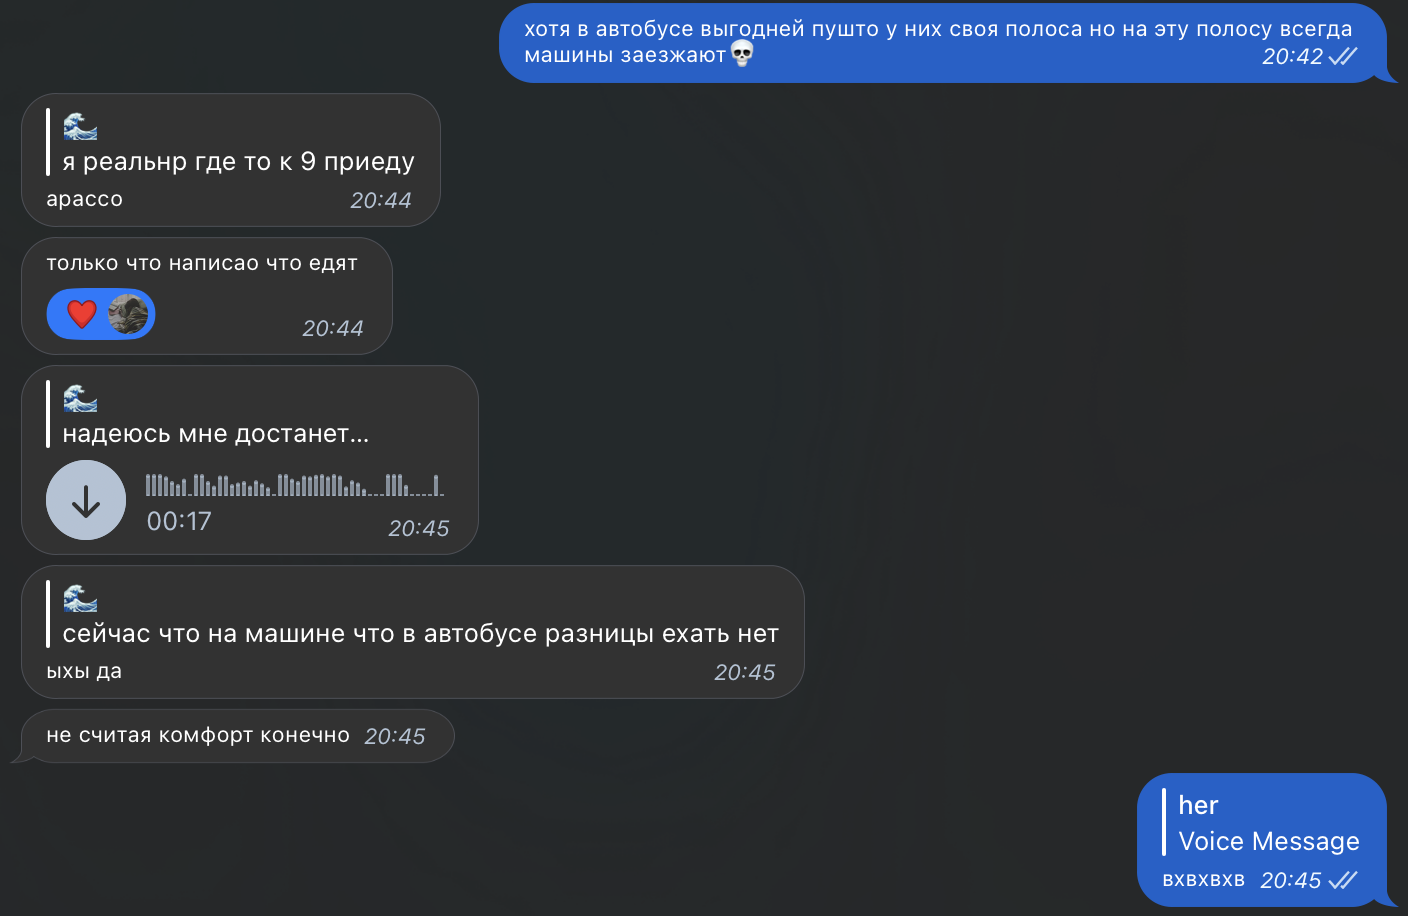 хотя в автобусе выгодней пушто у них своя полоса но на эту полосу всегда
машины заезжают💀
20:42
🌊
я реальнр где то к 9 приеду
арассо
20:44
только что написао что едят
❤️
20:44
🌊
надеюсь мне достанет...
00:17
20:45
🌊
сейчас что на машине что в автобусе разницы ехать нет
ыхы да
20:45
не считая комфорт конечно 20:45
her
Voice Message
вхвхвхв 20:45